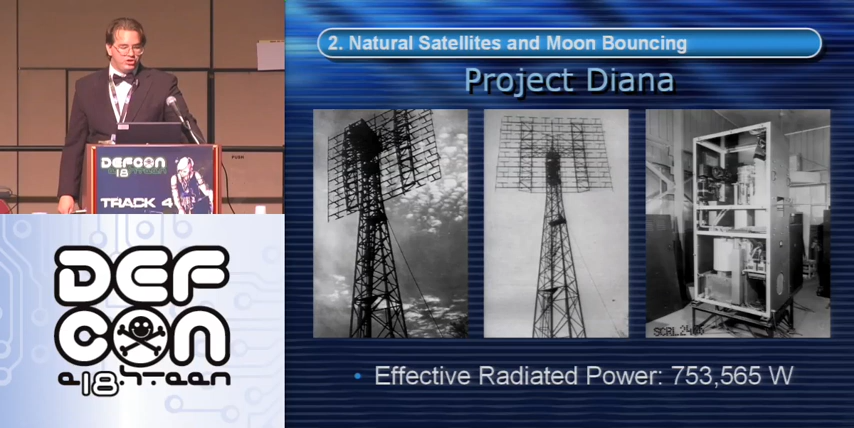 2. Natural Satellites and Moon Bouncing
Project Diana
DEFCON
18
TRACK 4
PUSH
DEF
CON
e18hteen
Effective Radiated Power: 753,565 W